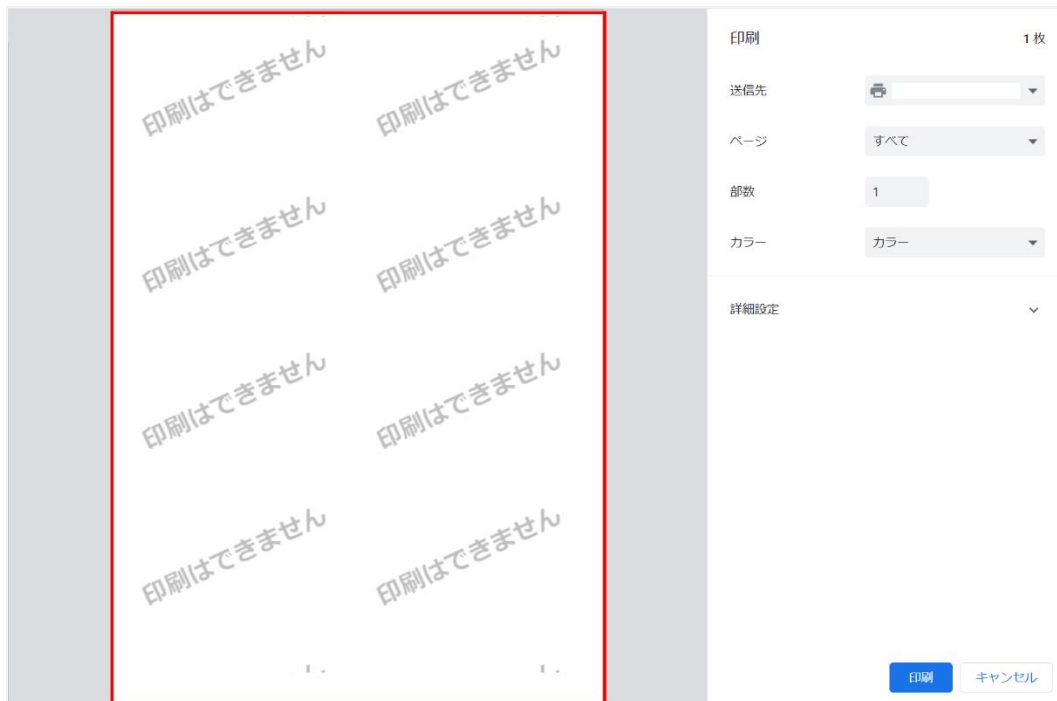 印刷はできません 印刷はできません
印刷はできません 印刷はできません
印刷はできません 印刷はできません
印刷はできません 印刷はできません
印刷 1 枚
送信先
ページ すべて
部数 1
カラー カラー
詳細設定
印刷 キャンセル